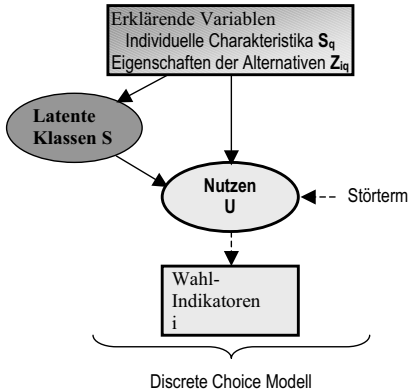 Erklärende Variablen
Individuelle Charakteristika Sq
Eigenschaften der Alternativen Ziq
Latente
Klassen S
Nutzen
U
Störterm
Wahl-
Indikatoren
i
Discrete Choice Modell